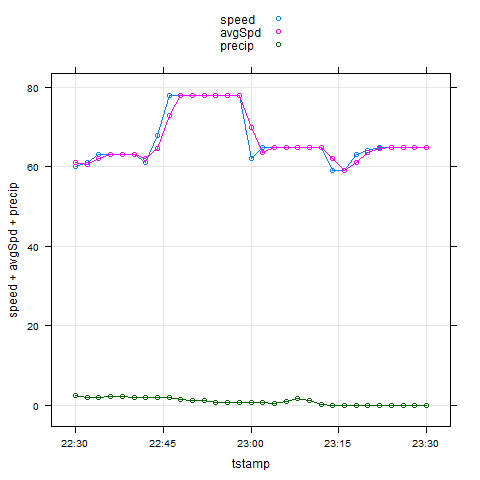 speed
avgSpd
precip
80
60
40
20
0
speed + avgSpd + precip
22:30 22:45 23:00 23:15 23:30
tstamp